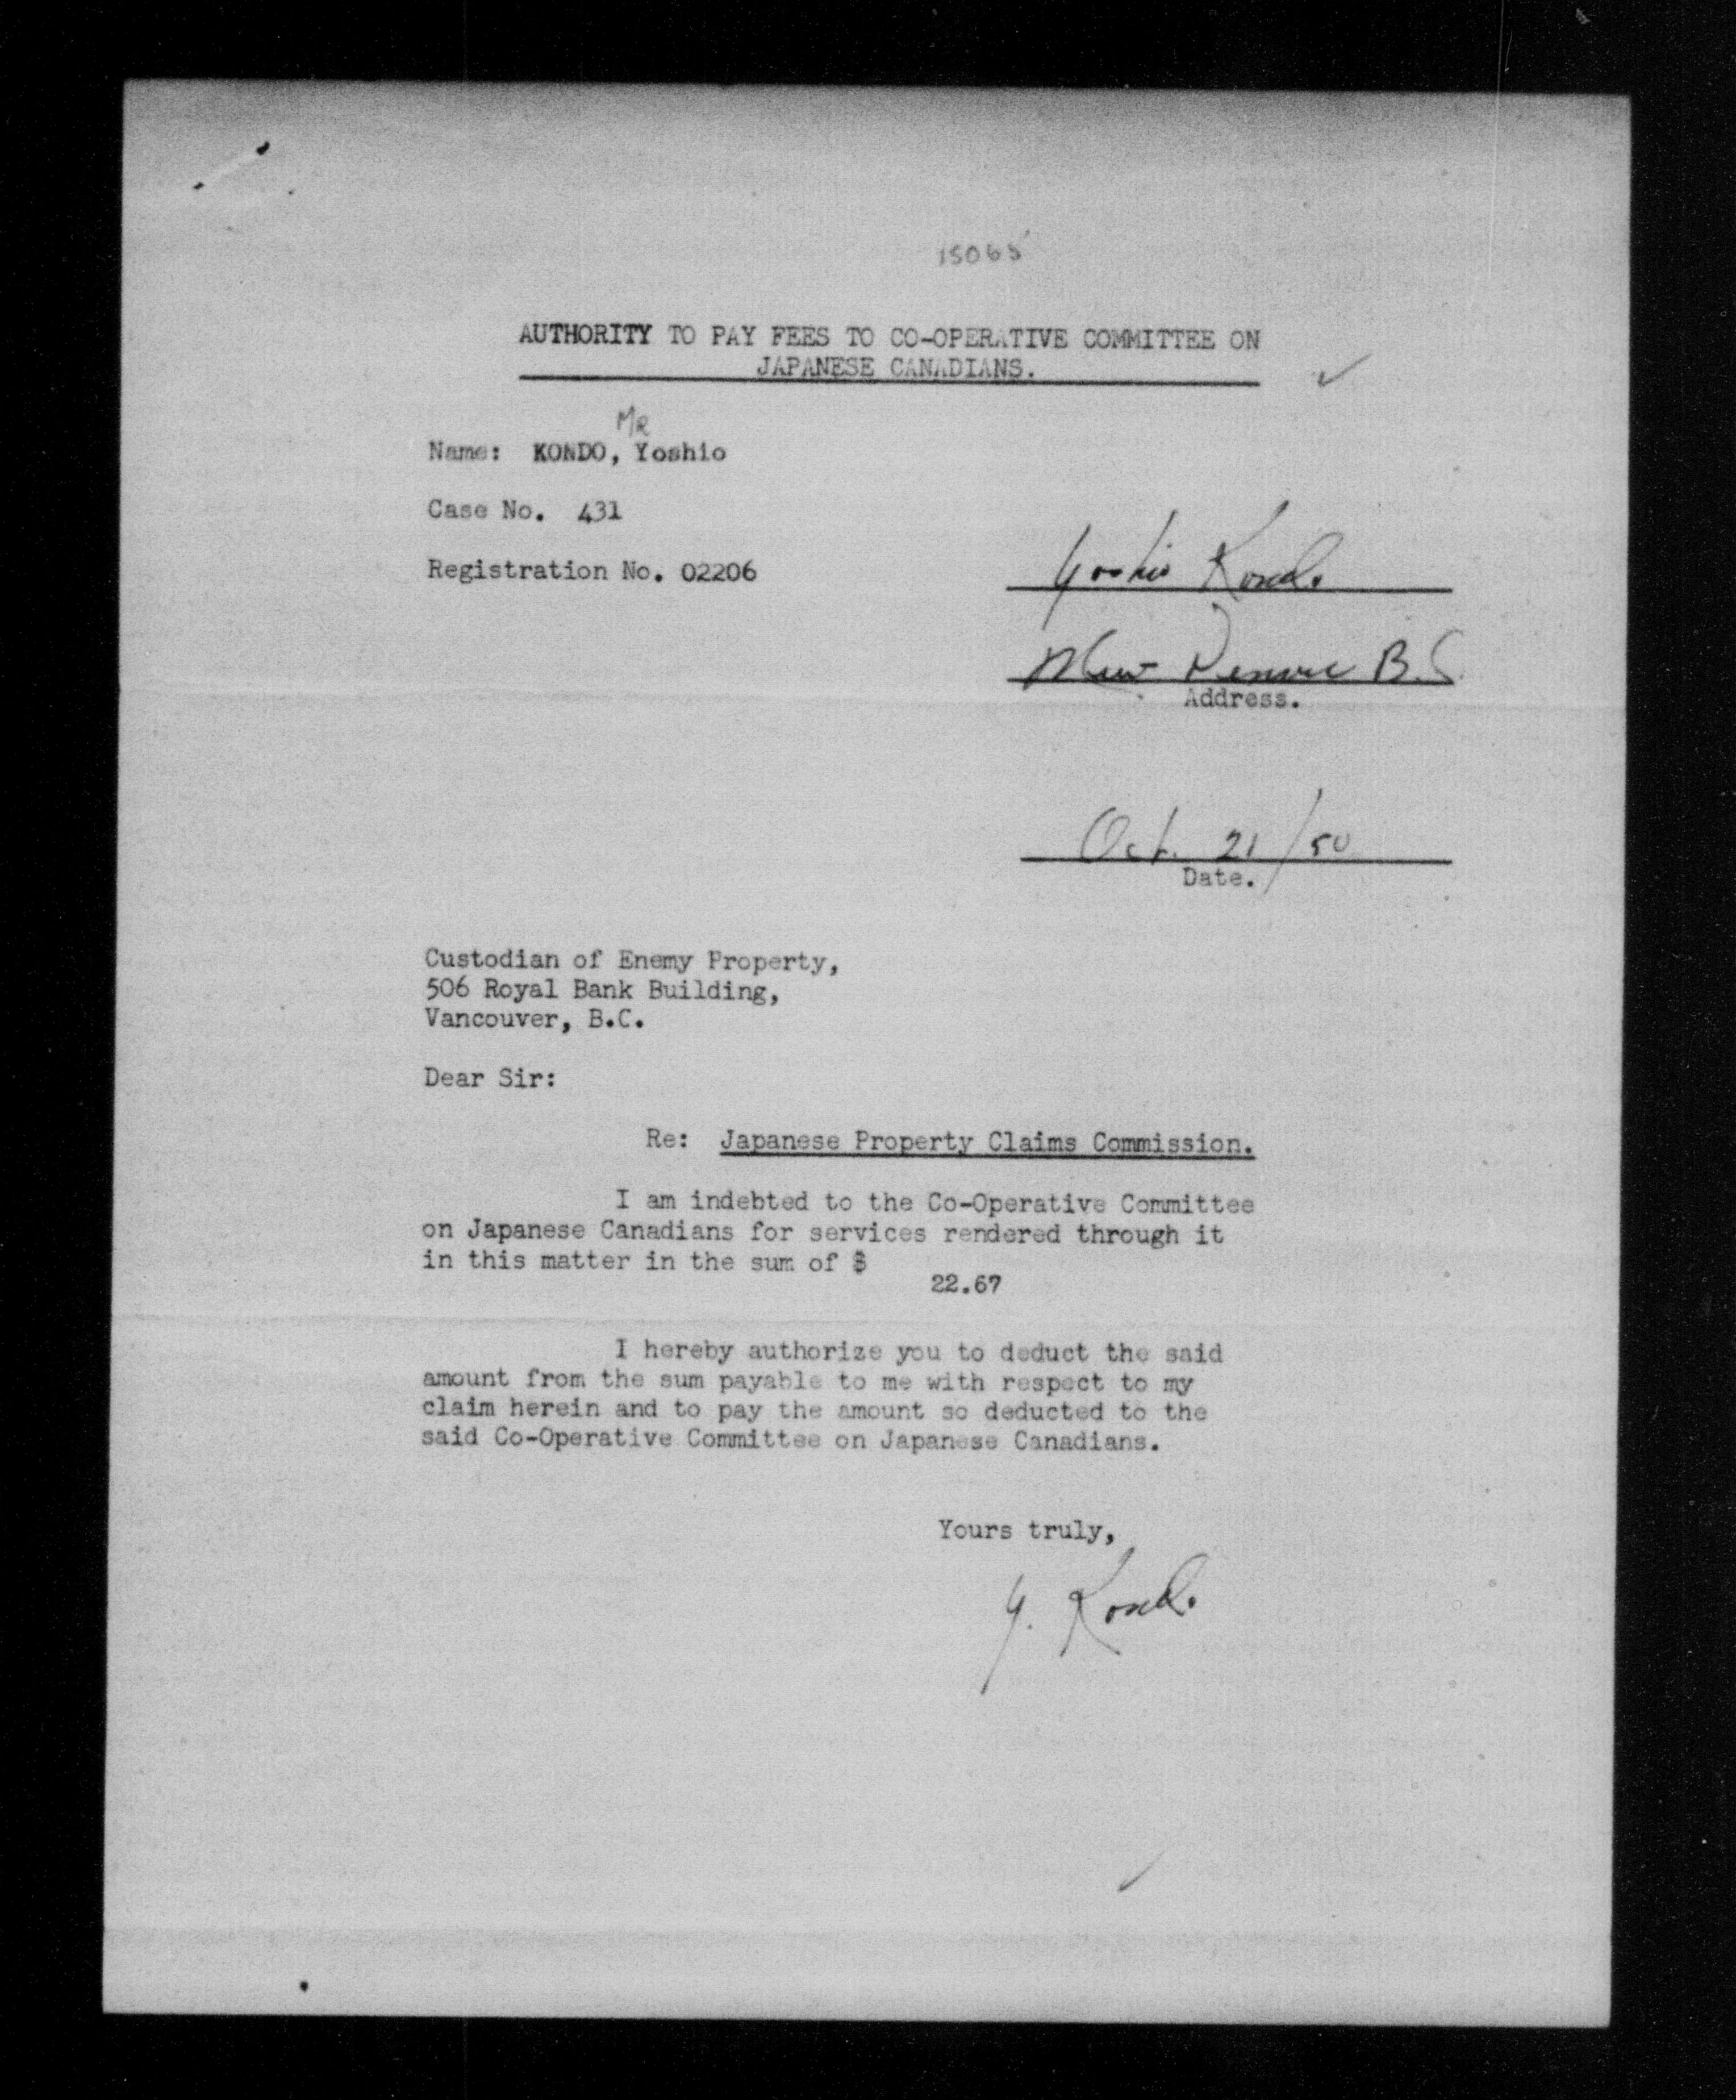 15065
AUTHORITY TO PAY FEES TO CO-OPERATIVE COMMITTEE ON
JAPANESE CANADIANS.
MR
Name: KONDO, Yoshio
Case No. 431
Registration No. 02206
Yoshio Kondo
New Denver B.C.
Address.
Oct. 21/50
Date.
Custodian of Enemy Property,
506 Royal Bank Building,
Vancouver, B.C.
Dear Sir:
Re: Japanese Property Claims Commission.
I am indebted to the Co-Operative Committee
on Japanese Canadians for services rendered through it
in this matter in the sum of $
22.67
I hereby authorize you to deduct the said
amount from the sum payable to me with respect to my
claim herein and to pay the amount so deducted to the
said Co-Operative Committee on Japanese Canadians.
Yours truly,
Y. Kondo